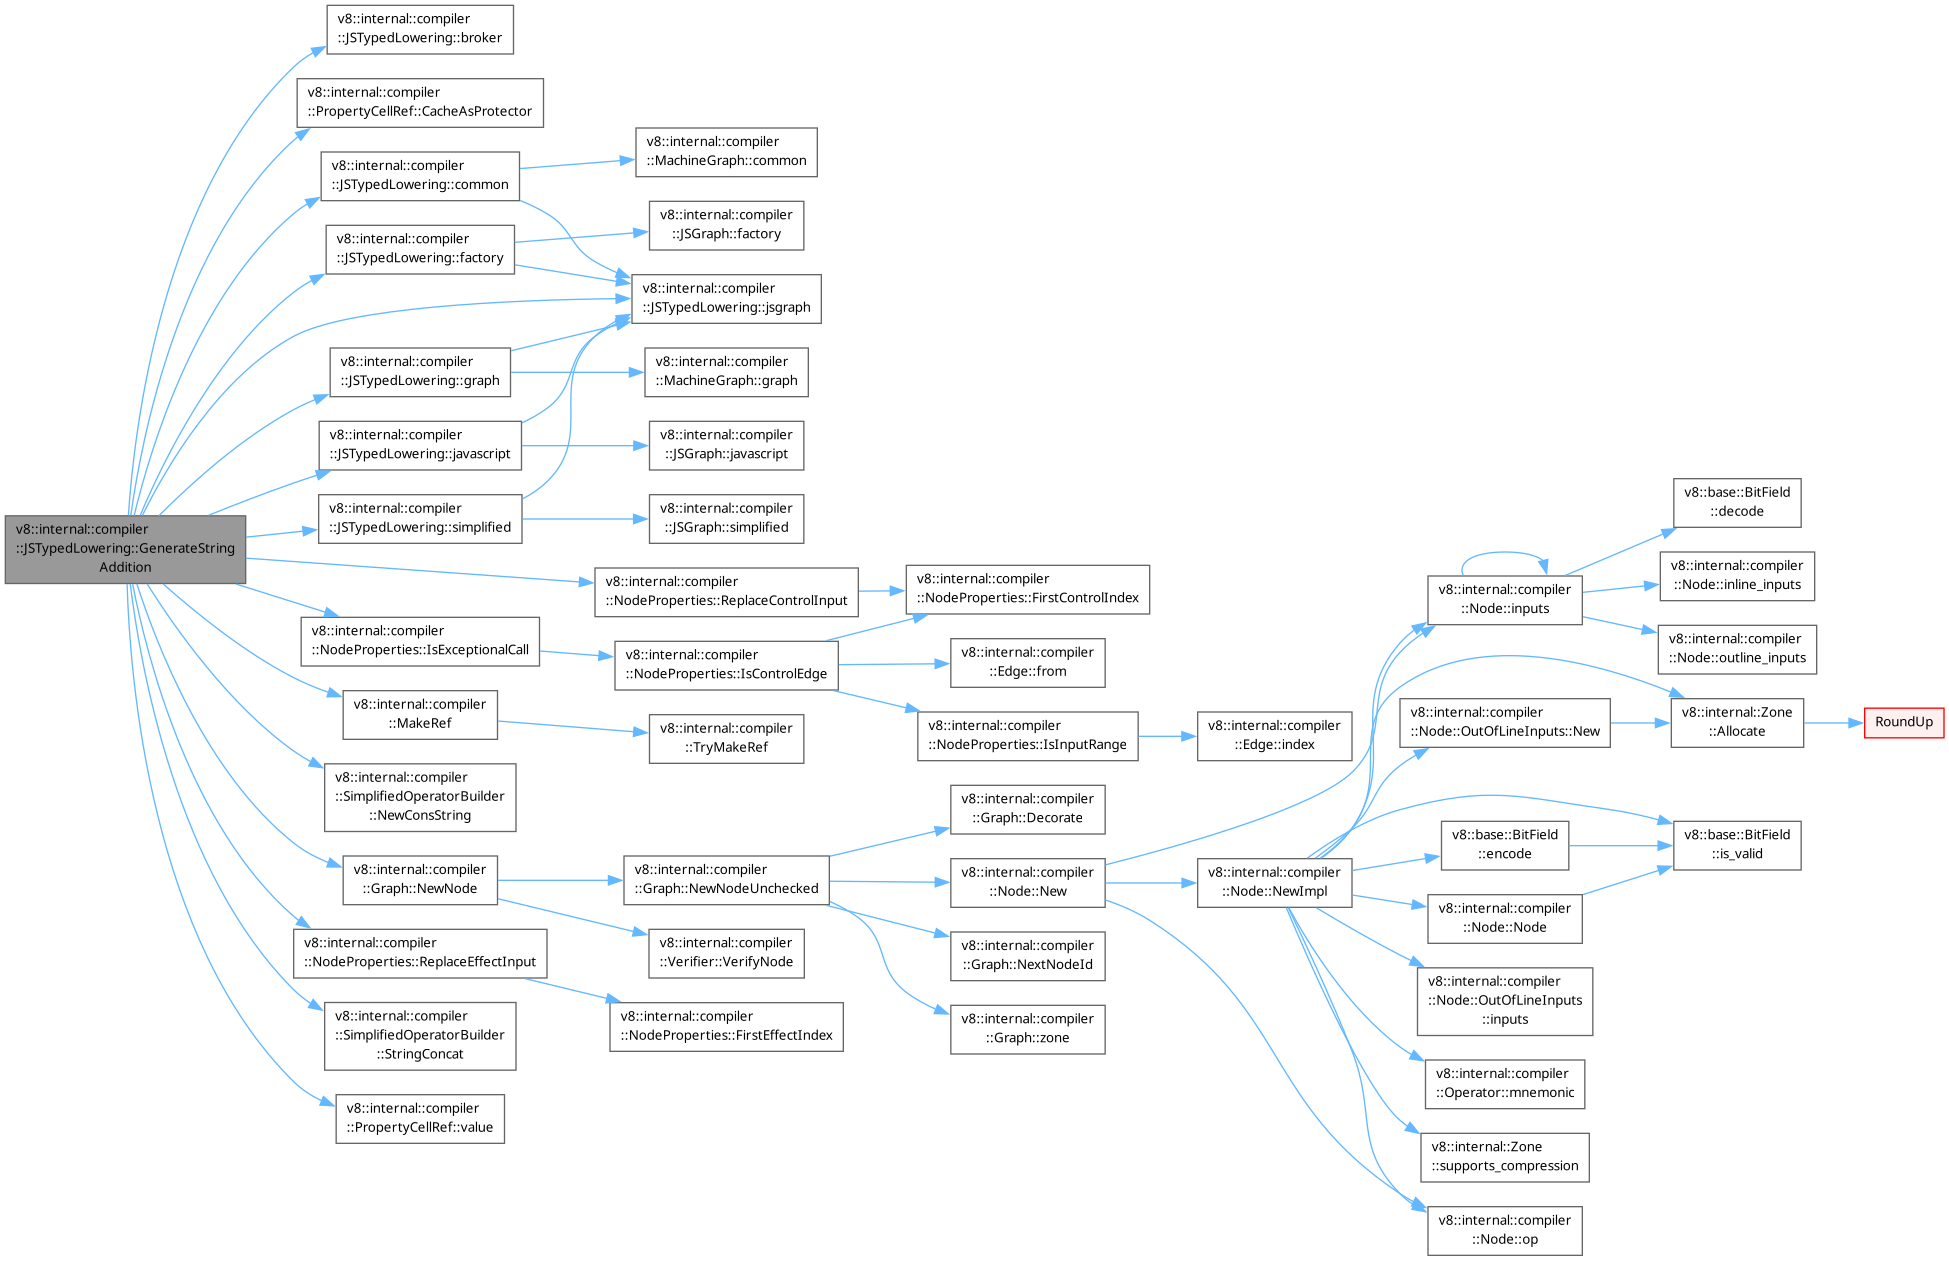 v8::internal::compiler
::JSTypedLowering::GenerateString
Addition
v8::internal::compiler
::JSTypedLowering::broker
v8::internal::compiler
::PropertyCellRef::CacheAsProtector
v8::internal::compiler
::JSTypedLowering::common
v8::internal::compiler
::JSTypedLowering::factory
v8::internal::compiler
::JSTypedLowering::graph
v8::internal::compiler
::JSTypedLowering::javascript
v8::internal::compiler
::JSTypedLowering::simplified
v8::internal::compiler
::NodeProperties::IsExceptionalCall
v8::internal::compiler
::MakeRef
v8::internal::compiler
::SimplifiedOperatorBuilder
::NewConsString
v8::internal::compiler
::Graph::NewNode
v8::internal::compiler
::NodeProperties::ReplaceEffectInput
v8::internal::compiler
::SimplifiedOperatorBuilder
::StringConcat
v8::internal::compiler
::PropertyCellRef::value
v8::internal::compiler
::MachineGraph::common
v8::internal::compiler
::JSGraph::factory
v8::internal::compiler
::JSTypedLowering::jsgraph
v8::internal::compiler
::MachineGraph::graph
v8::internal::compiler
::JSGraph::javascript
v8::internal::compiler
::JSGraph::simplified
v8::internal::compiler
::NodeProperties::ReplaceControlInput
v8::internal::compiler
::NodeProperties::IsControlEdge
v8::internal::compiler
::TryMakeRef
v8::internal::compiler
::Graph::NewNodeUnchecked
v8::internal::compiler
::Verifier::VerifyNode
v8::internal::compiler
::NodeProperties::FirstEffectIndex
v8::internal::compiler
::NodeProperties::FirstControlIndex
v8::internal::compiler
::Edge::from
v8::internal::compiler
::NodeProperties::IsInputRange
v8::internal::compiler
::Graph::Decorate
v8::internal::compiler
::Node::New
v8::internal::compiler
::Graph::NextNodeId
v8::internal::compiler
::Graph::zone
v8::internal::compiler
::Edge::index
v8::internal::compiler
::Node::NewImpl
v8::internal::compiler
::Node::inputs
v8::internal::compiler
::Node::OutOfLineInputs::New
v8::base::BitField
::encode
v8::internal::compiler
::Node::Node
v8::internal::compiler
::Node::OutOfLineInputs
::inputs
v8::internal::compiler
::Operator::mnemonic
v8::internal::Zone
::supports_compression
v8::internal::compiler
::Node::op
v8::base::BitField
::decode
v8::internal::compiler
::Node::inline_inputs
v8::internal::compiler
::Node::outline_inputs
v8::internal::Zone
::Allocate
v8::base::BitField
::is_valid
RoundUp